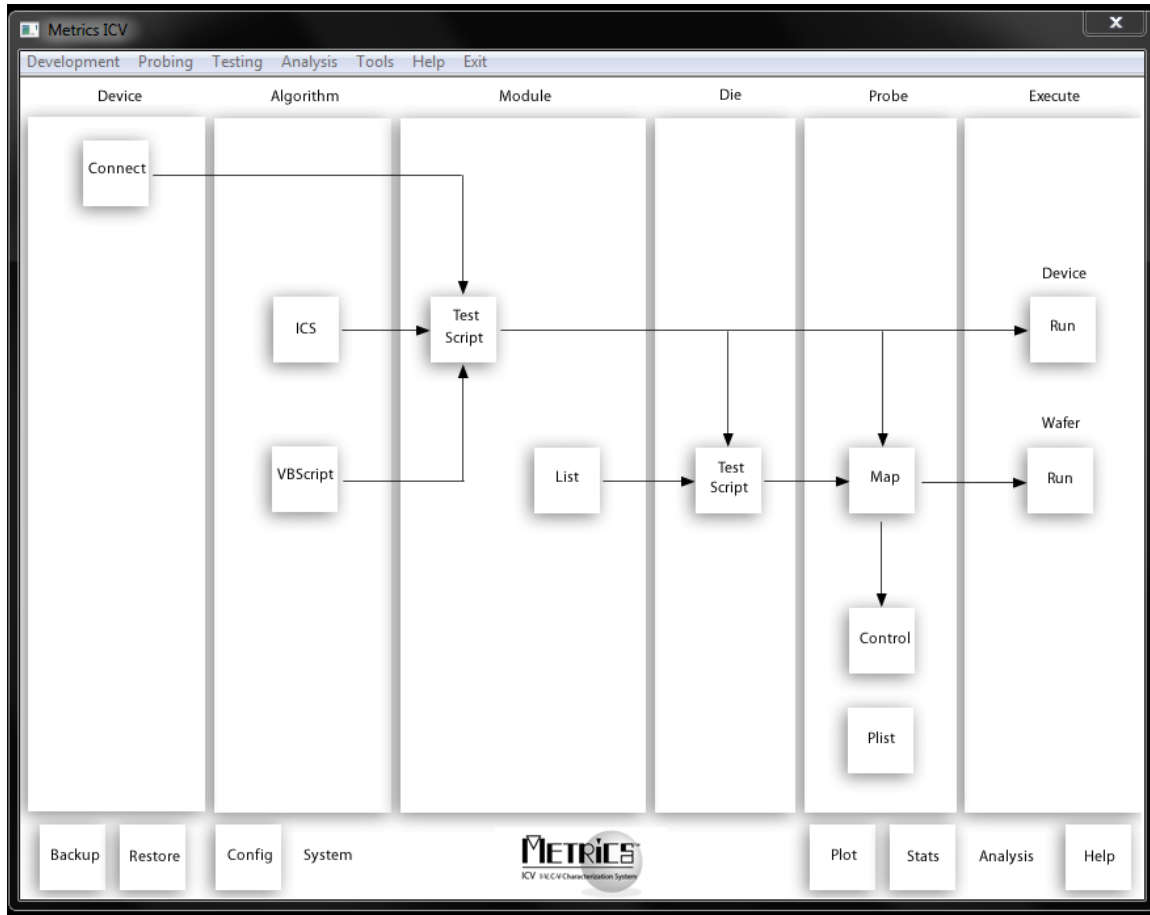 Metrics ICV
Development Probing Testing Analysis Tools Help Exit
Device Algorithm Module Die Probe Execute
Connect
Device
ICS
Test
Script
Run
Wafer
VBScript
List
Test
Script
Map
Run
Control
Plist
Backup Restore Config System
METRICS
ICV I-V, C-V Characterization System
Plot Stats Analysis Help